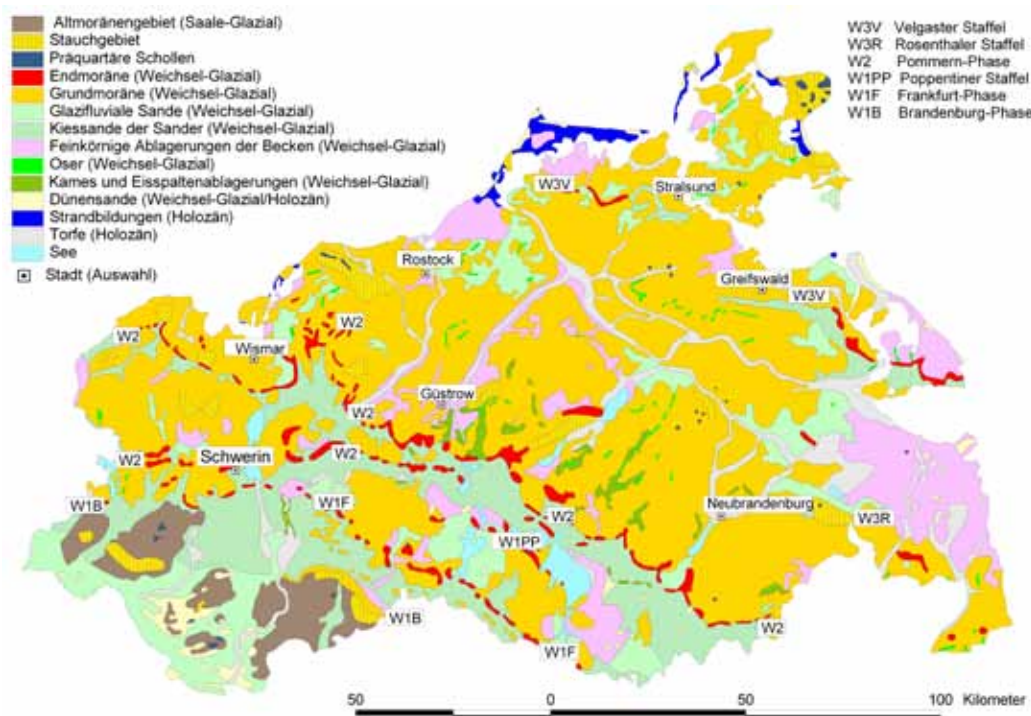 Altmoränengebiet (Saale-Glazial)
Stauchgebiet
Präquartäre Schollen
Endmoräne (Weichsel-Glazial)
Grundmoräne (Weichsel-Glazial)
Glazifluviale Sande (Weichsel-Glazial)
Kiessande der Sander (Weichsel-Glazial)
Feinkörnige Ablagerungen der Becken (Weichsel-Glazial)
Oser (Weichsel-Glazial)
Kames und Eisspaltenablagerungen (Weichsel-Glazial)
Dünensande (Weichsel-Glazial/Holozän)
Strandbildungen (Holozän)
Torfe (Holozän)
See
Stadt (Auswahl)
W3V Velgaster Staffel
W3R Rosenthaler Staffel
W2 Pommern-Phase
W1PP Poppentiner Staffel
W1F Frankfurt-Phase
W1B Brandenburg-Phase
W3V
Stralsund
Rostock
Greifswald
W3V
W2
W2
Wismar
Güstrow
W2
W2
Schwerin
W2
W1B
W1F
Neubrandenburg
W2
W3R
W1PP
W1B
W2
W1F
50 0 50 100 Kilometer